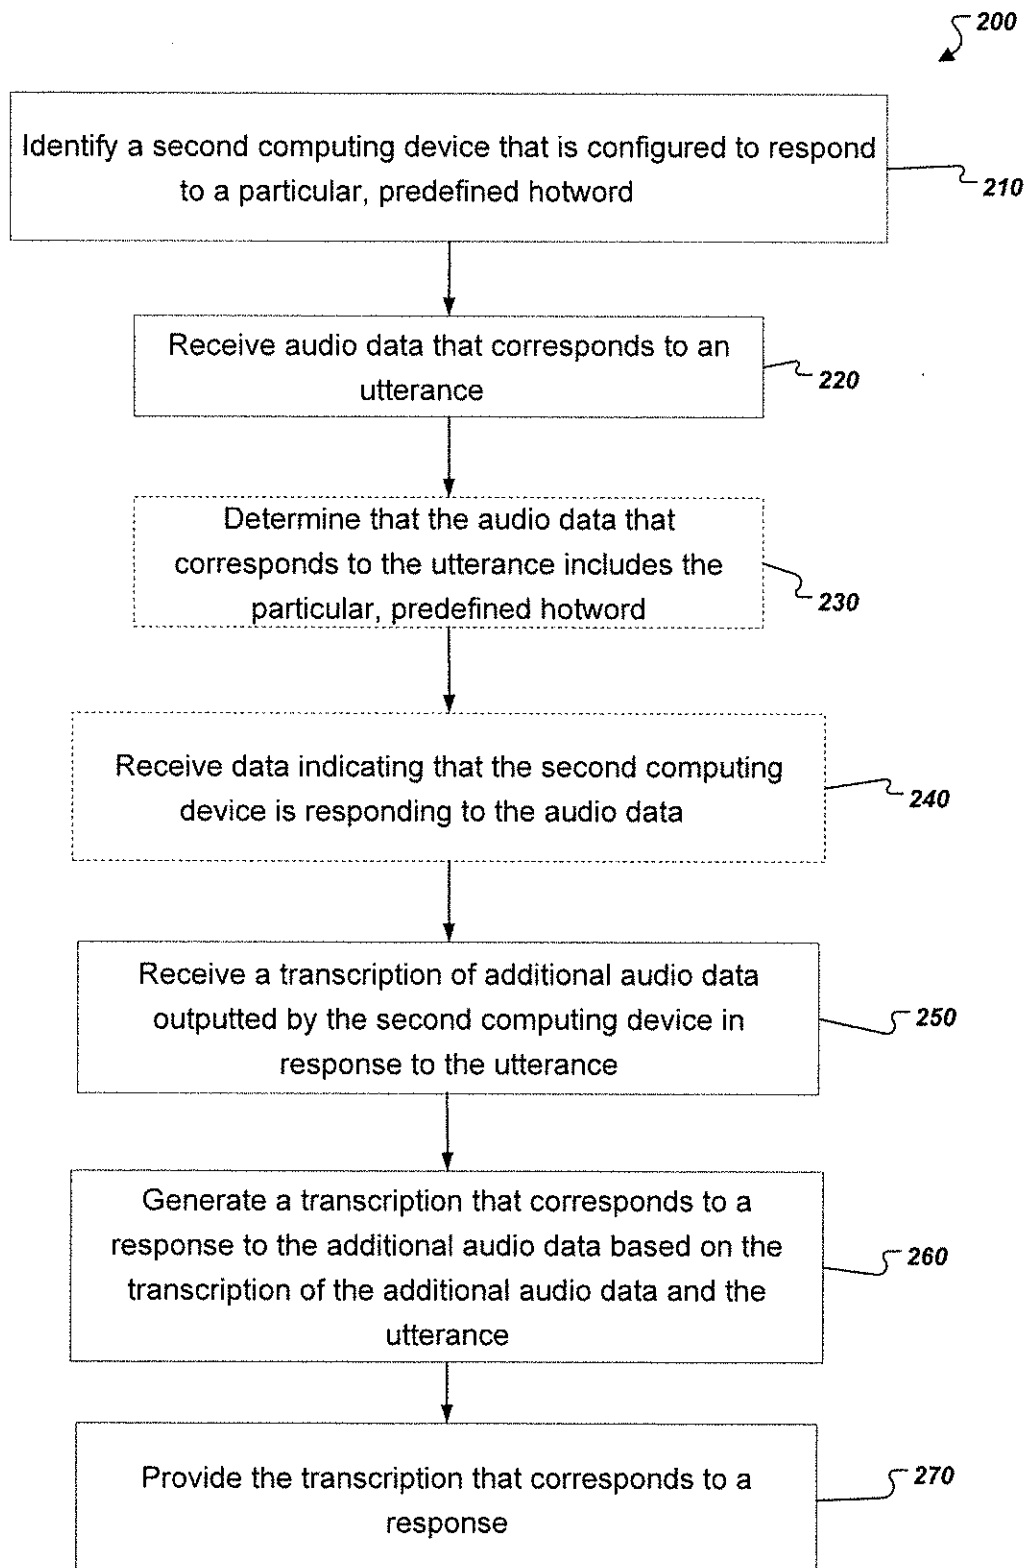 200
Identify a second computing device that is configured to respond
to a particular, predefined hotword
210
Receive audio data that corresponds to an
utterance
220
Determine that the audio data that
corresponds to the utterance includes the
particular, predefined hotword
230
Receive data indicating that the second computing
device is responding to the audio data
240
Receive a transcription of additional audio data
outputted by the second computing device in
response to the utterance
250
Generate a transcription that corresponds to a
response to the additional audio data based on the
transcription of the additional audio data and the
utterance
260
Provide the transcription that corresponds to a
response
270